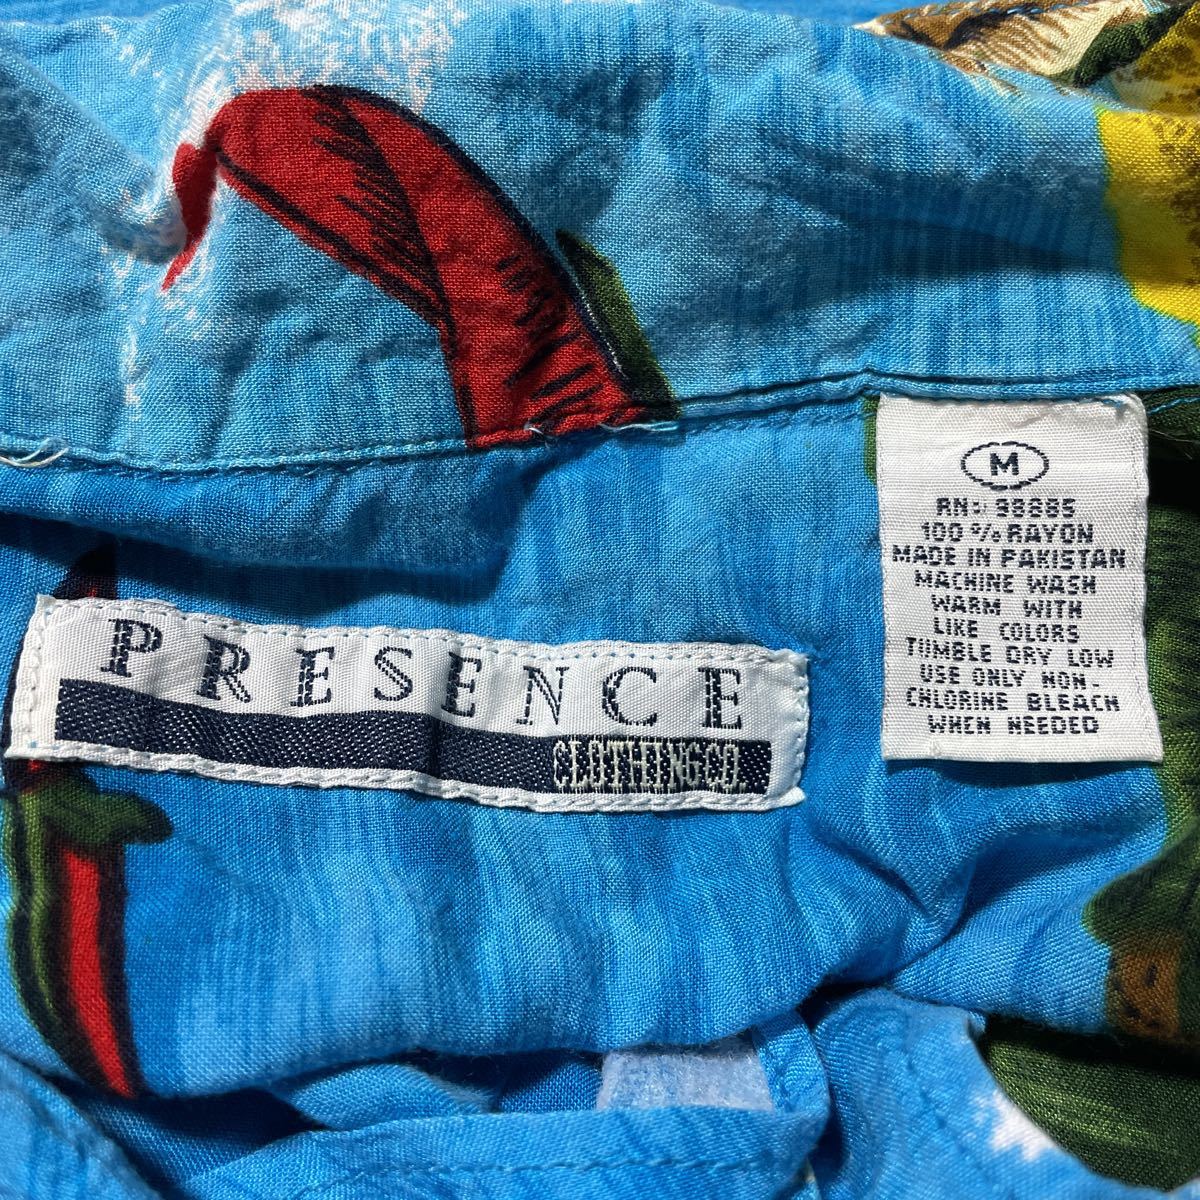 PRESENCE
CLOTHING CO.
M
RN: 98885
100% RAYON
MADE IN PAKISTAN
MACHINE WASH
WARM WITH
LIKE COLORS
TUMBLE DRY LOW
USE ONLY NON-
CHLORINE BLEACH
WHEN NEEDED